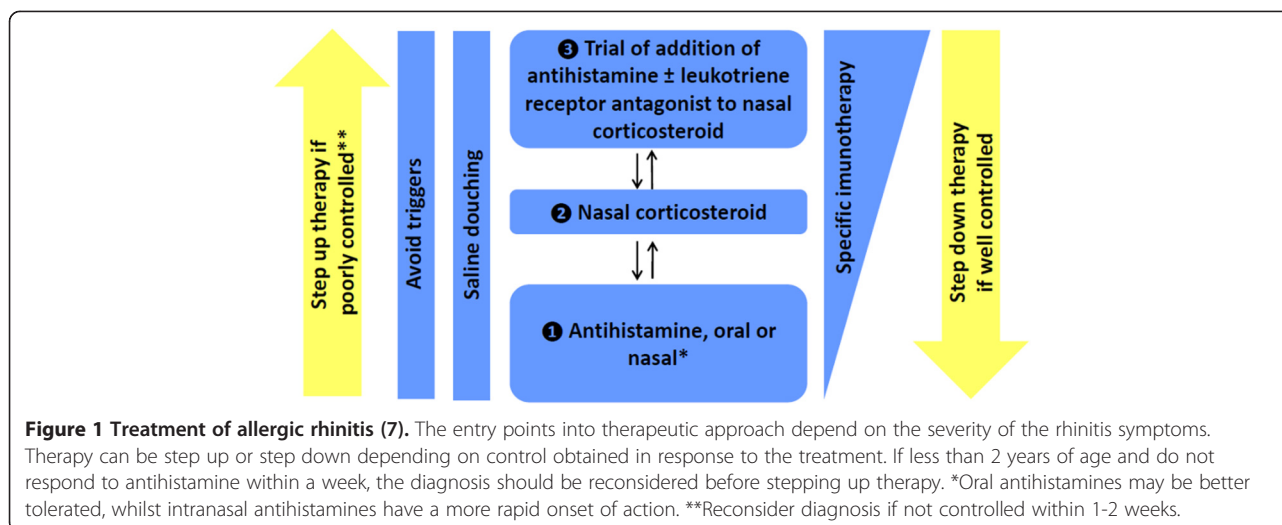 Step up therapy if
poorly controlled**
Avoid triggers
Saline douching
❸ Trial of addition of
antihistamine ± leukotriene
receptor antagonist to nasal
corticosteroid
❷ Nasal corticosteroid
❶ Antihistamine, oral or
nasal*
Specific imunotherapy
Step down therapy
if well controlled
Figure 1 Treatment of allergic rhinitis (7). The entry points into therapeutic approach depend on the severity of the rhinitis symptoms.
Therapy can be step up or step down depending on control obtained in response to the treatment. If less than 2 years of age and do not
respond to antihistamine within a week, the diagnosis should be reconsidered before stepping up therapy. *Oral antihistamines may be better
tolerated, whilst intranasal antihistamines have a more rapid onset of action. **Reconsider diagnosis if not controlled within 1-2 weeks.